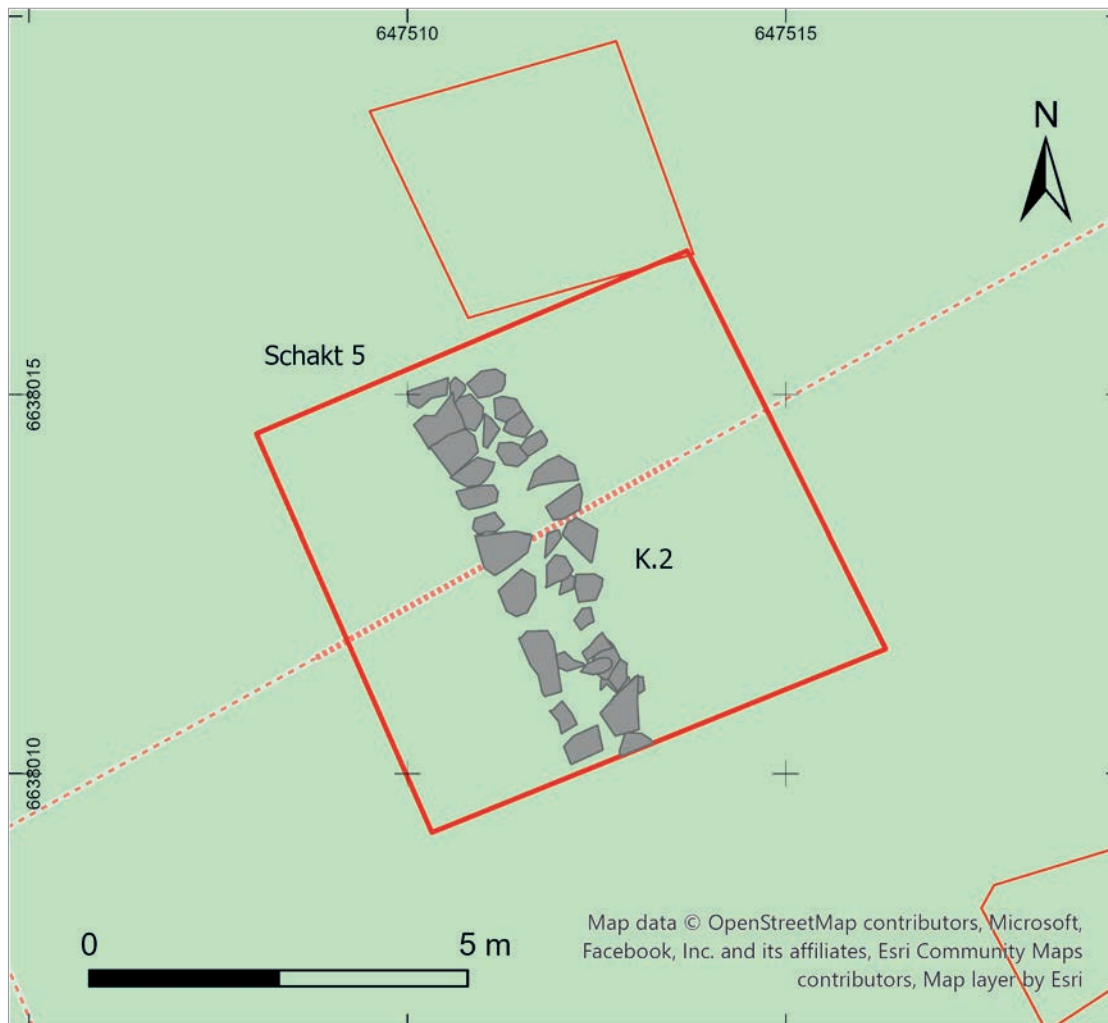 647510
647515
N
Schakt 5
6638015
K.2
6638010
0
5 m
Map data © OpenStreetMap contributors, Microsoft,
Facebook, Inc. and its affiliates, Esri Community Maps
contributors, Map layer by Esri